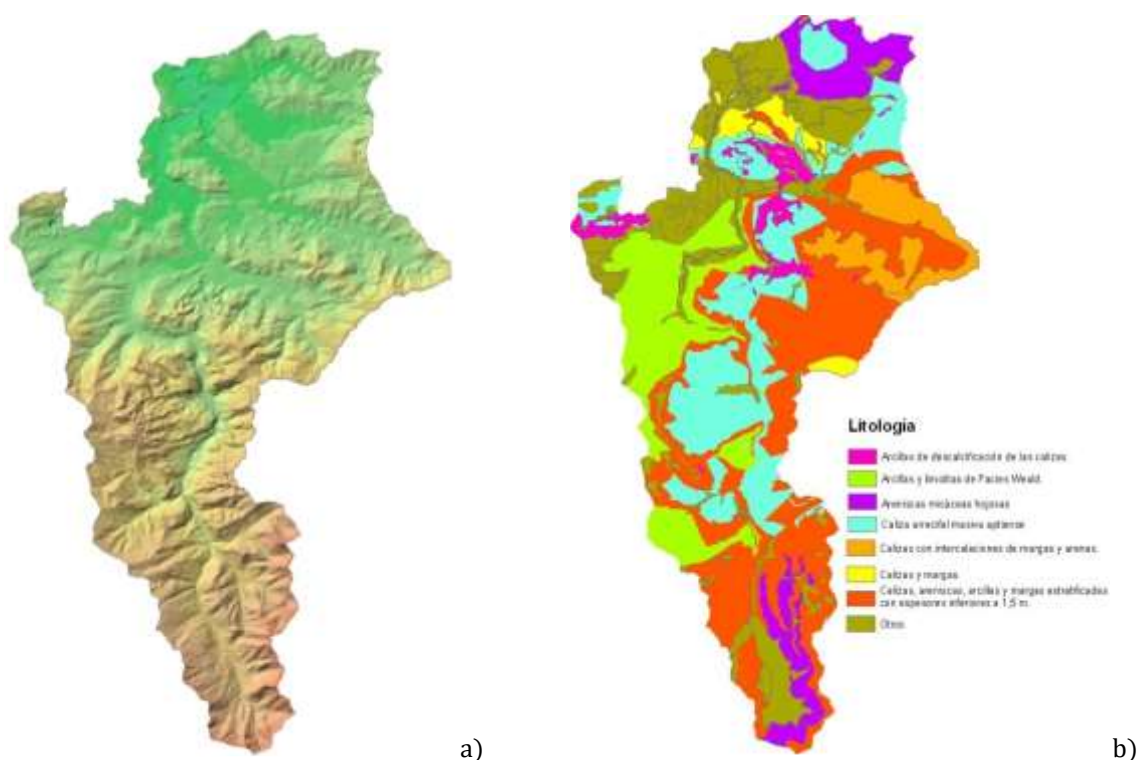 Litología
Arcillas de descalcificación de las calizas
Arcillas y limolitas de Facies Weald.
Areniscas micáceas hojosas
Caliza arrecifal masiva aptiense
Calizas con intercalaciones de margas y arenas.
Calizas y margas
Calizas, areniscas, arcillas y margas estratificadas
con espesores inferiores a 1,5 m.
Otros
a)
b)